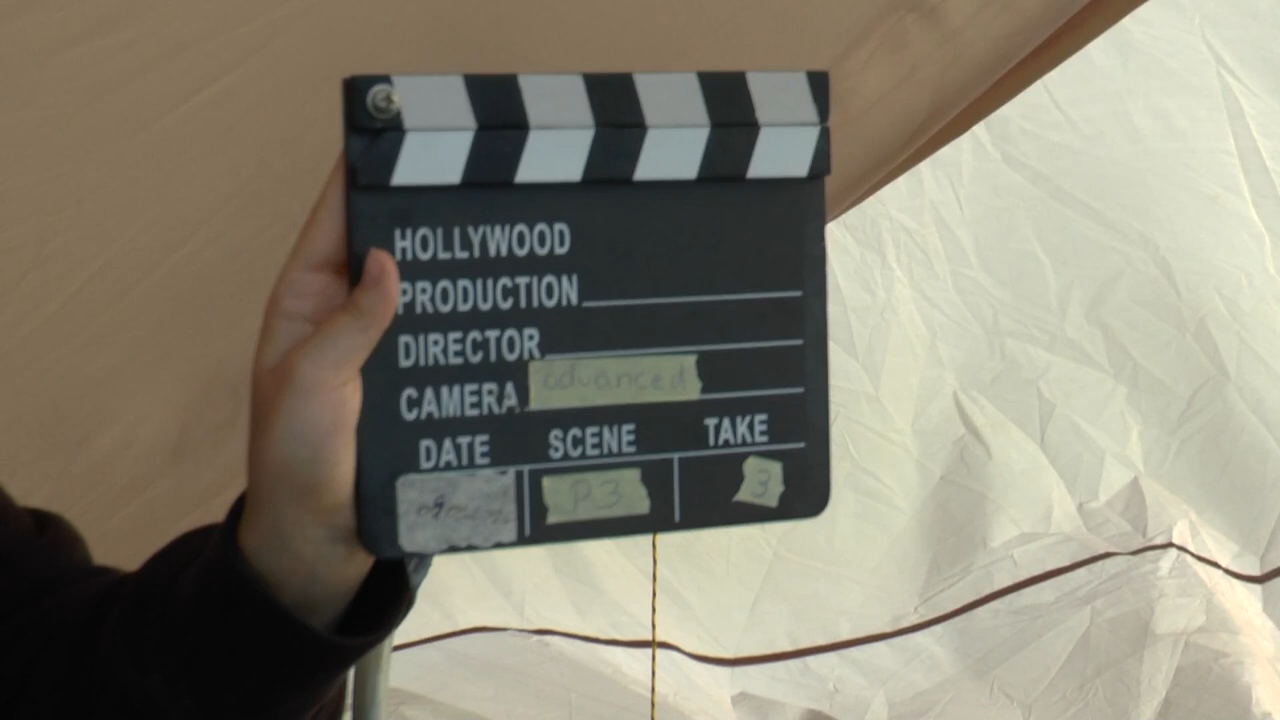 HOLLYWOOD
PRODUCTION
DIRECTOR
CAMERA advanced
DATE SCENE TAKE
P3 3